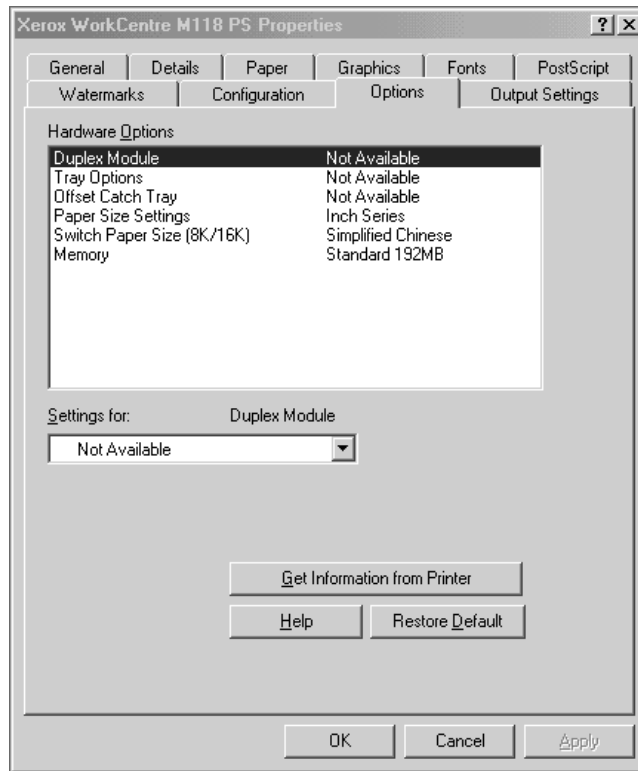 Xerox WorkCentre M118 PS Properties
General Details Paper Graphics Fonts PostScript
Watermarks Configuration Options Output Settings
Hardware Options
Duplex Module Not Available
Tray Options Not Available
Offset Catch Tray Not Available
Paper Size Settings Inch Series
Switch Paper Size (8K/16K) Simplified Chinese
Memory Standard 192MB
Settings for: Duplex Module
Not Available
Get Information from Printer
Help Restore Default
OK Cancel Apply